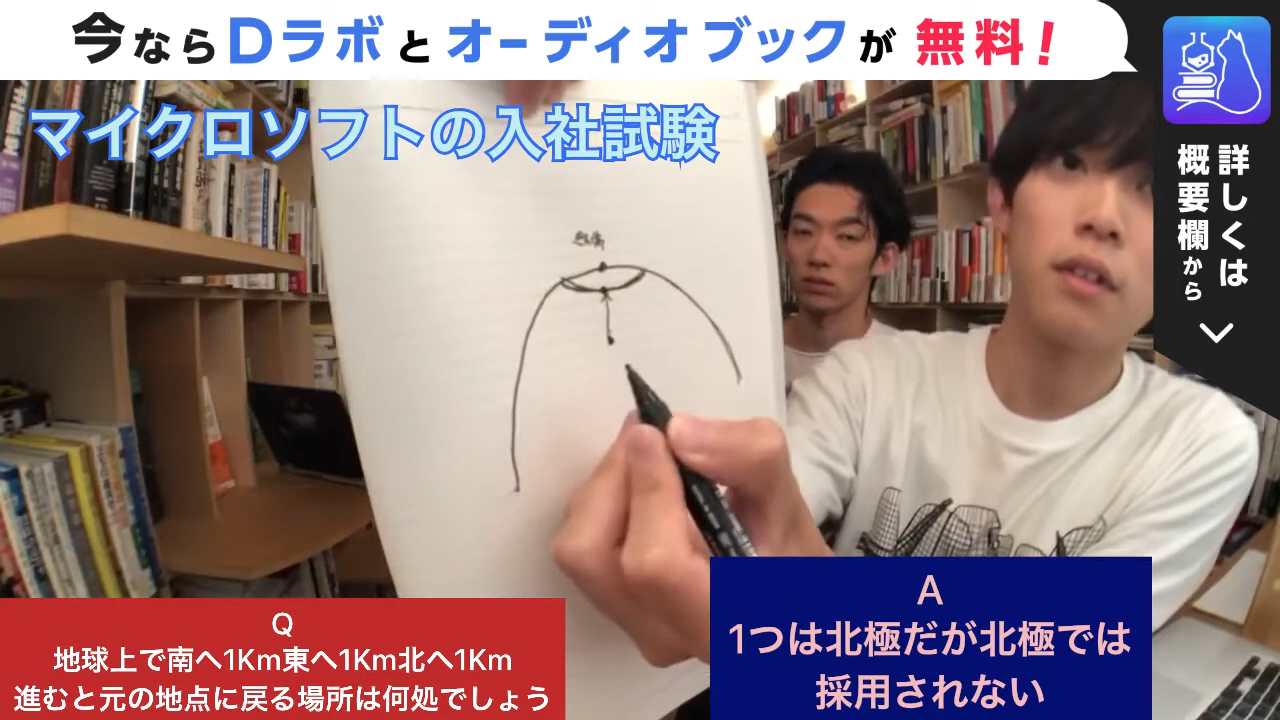 今ならDラボとオーディオブックが無料！
マイクロソフトの入社試験
詳しくは
概要欄から
Q
地球上で南へ1Km東へ1Km北へ1Km
進むと元の地点に戻る場所は何処でしょう
A
1つは北極だが北極では
採用されない